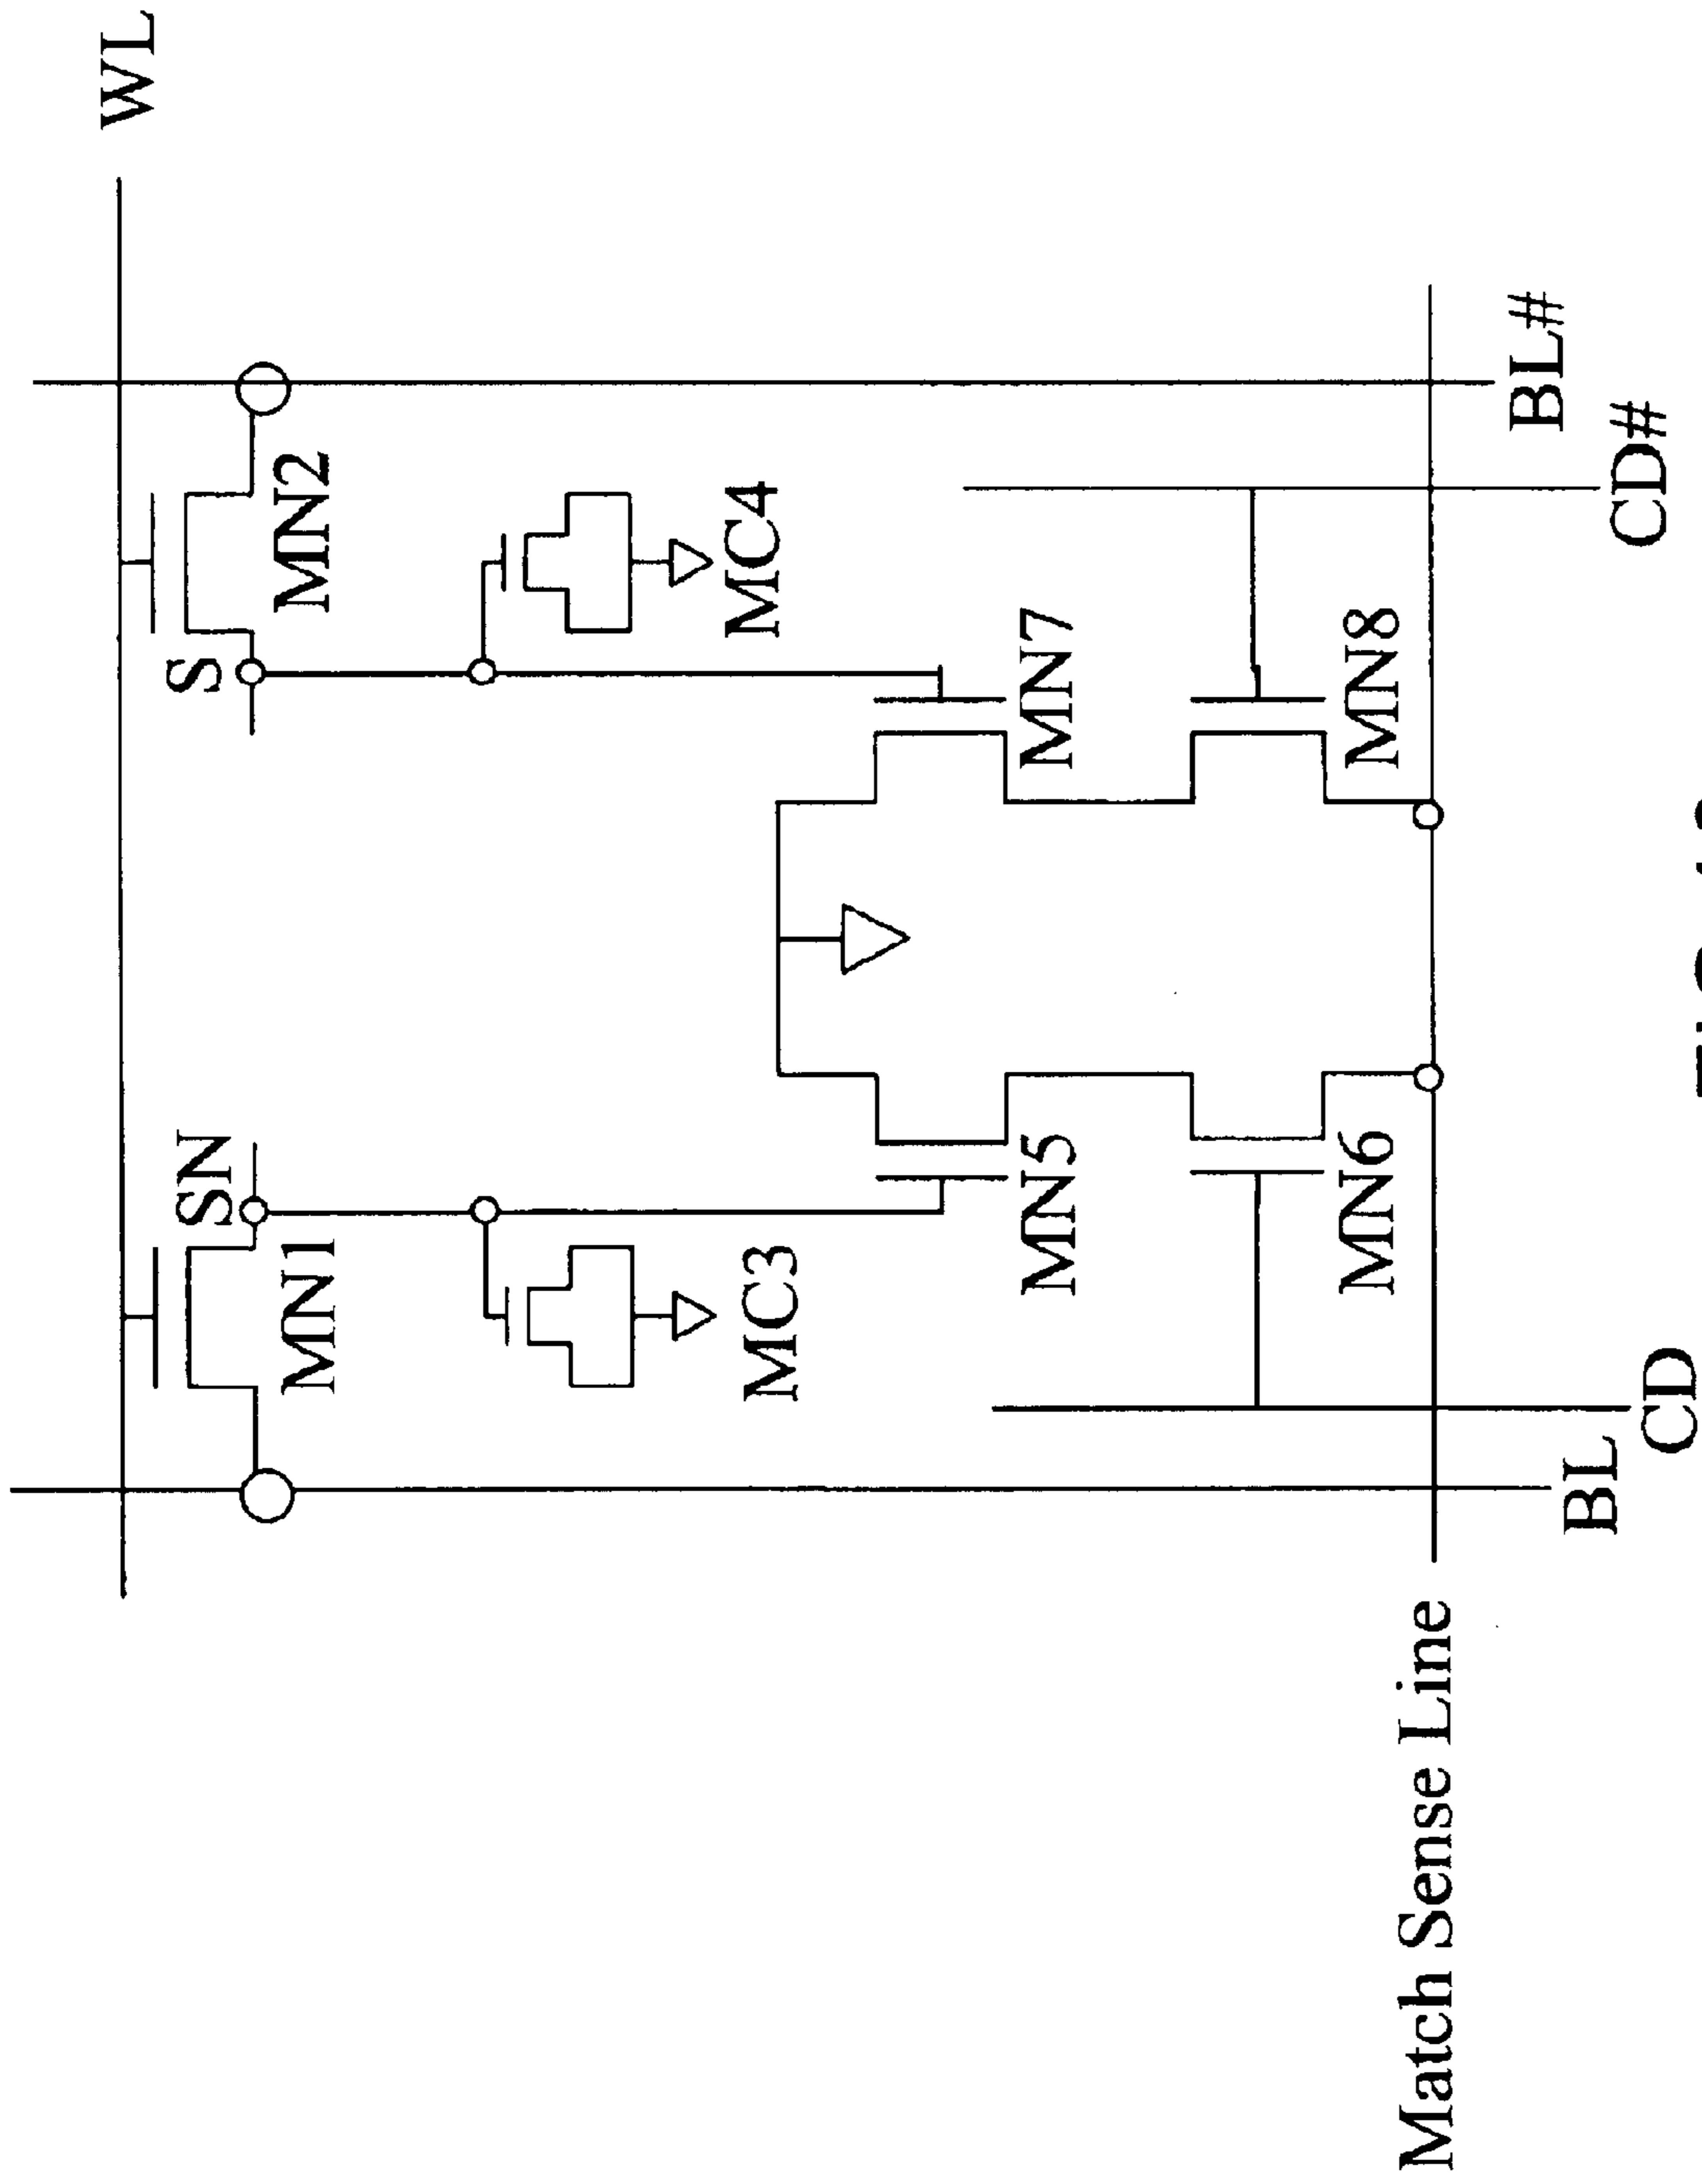 WL
SN
S
MN1
MN2
MC3
MC4
MN5
MN7
MN6
MN8
Match Sense Line
BL
BL#
CD
CD#